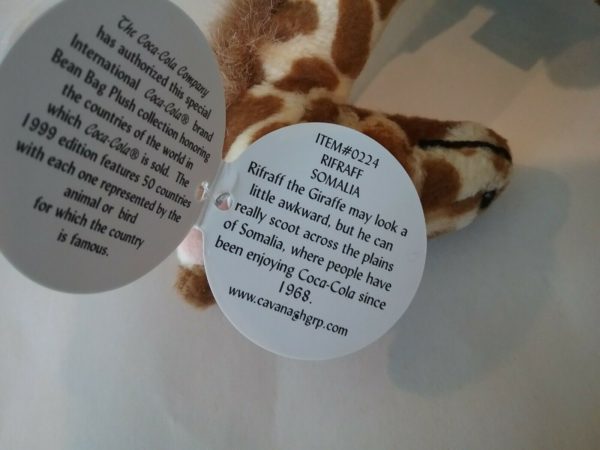 The Coca-Cola Company
has authorized this special
International Coca-Cola® brand
Bean Bag Plush collection honoring
the countries of the world in
which Coca-Cola® is sold. The
1999 edition features 50 countries
with each one represented by the
animal or bird
for which the country
is famous.
ITEM#0224
RIFRAFF
SOMALIA
Rifraff the Giraffe may look a
little awkward, but he can
really scoot across the plains
of Somalia, where people have
been enjoying Coca-Cola since
1968.
www.cavanaghgrp.com